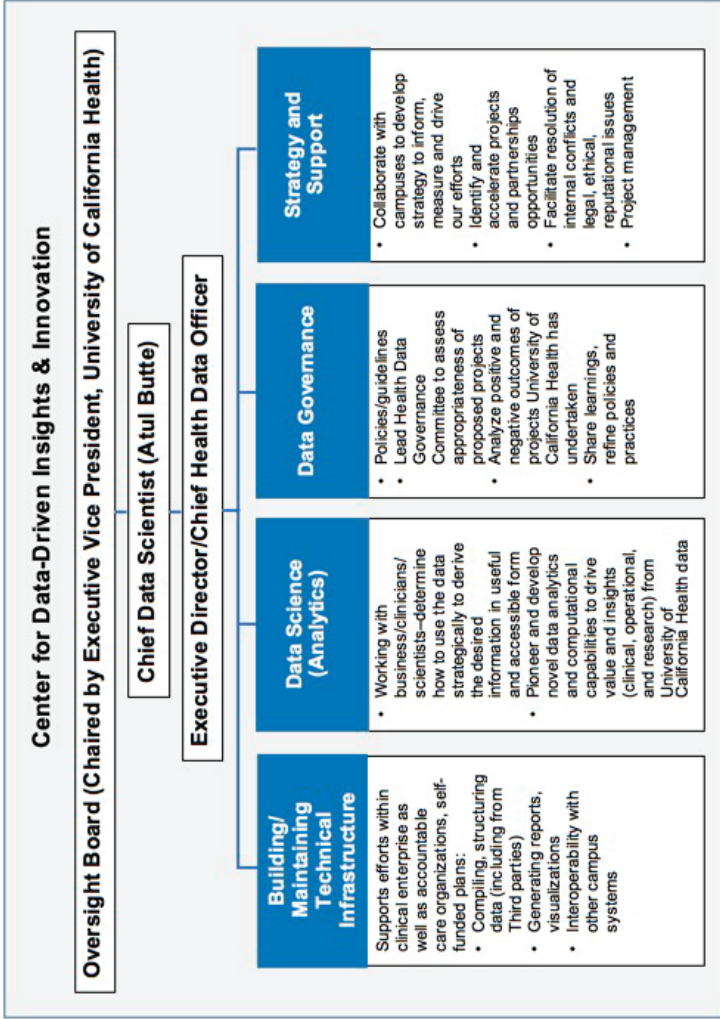 Center for Data-Driven Insights & Innovation
Oversight Board (Chaired by Executive Vice President, University of California Health)
Chief Data Scientist (Atul Butte)
Executive Director/Chief Health Data Officer
Building/
Maintaining
Technical
Infrastructure
Supports efforts within
clinical enterprise as
well as accountable
care organizations, self-
funded plans:
• Compiling, structuring
data (including from
Third parties)
• Generating reports,
visualizations
• Interoperability with
other campus
systems
Data Science
(Analytics)
• Working with
business/clinicians/
scientists–determine
how to use the data
strategically to derive
the desired
information in useful
and accessible form
• Pioneer and develop
novel data analytics
and computational
capabilities to drive
value and insights
(clinical, operational,
and research) from
University of
California Health data
Data Governance
• Policies/guidelines
• Lead Health Data
Governance
Committee to assess
appropriateness of
proposed projects
• Analyze positive and
negative outcomes of
projects University of
California Health has
undertaken
• Share learnings,
refine policies and
practices
Strategy and
Support
• Collaborate with
campuses to develop
strategy to inform,
measure and drive
our efforts
• Identify and
accelerate projects
and partnerships
opportunities
• Facilitate resolution of
internal conflicts and
legal, ethical,
reputational issues
• Project management